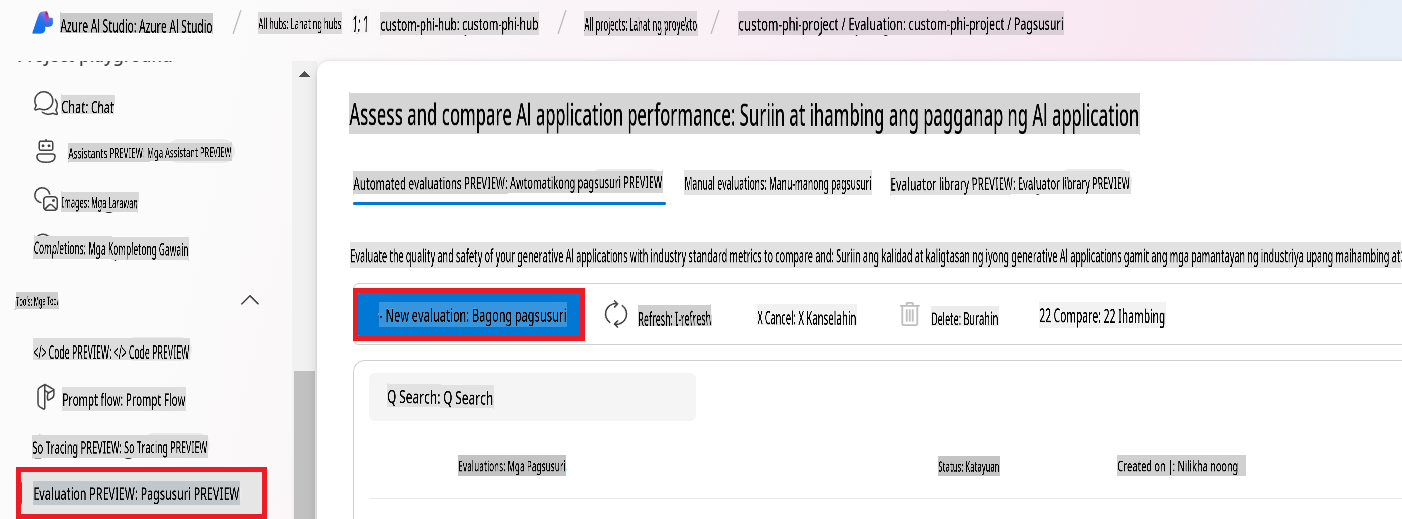 Azure AI Studio: Azure AI Studio / All hubs: Lahat ng hubs 1: 1 custom-phi-hub: custom-phi-hub / All projects: Lahat ng proyekto / custom-phi-project / Evaluation: custom-phi-project / Pagsusuri
Project playground
Chat: Chat
Assistants PREVIEW: Mga Assistant PREVIEW
Images: Mga Larawan
Completions: Mga Kompletong Gawain
Tools: Mga Tool
</> Code PREVIEW: </> Code PREVIEW
Prompt flow: Prompt Flow
So Tracing PREVIEW: So Tracing PREVIEW
Evaluation PREVIEW: Pagsusuri PREVIEW
Assess and compare AI application performance: Suriin at ihambing ang pagganap ng AI application
Automated evaluations PREVIEW: Awtomatikong pagsusuri PREVIEW Manual evaluations: Manu-manong pagsusuri Evaluator library PREVIEW: Evaluator library PREVIEW
Evaluate the quality and safety of your generative AI applications with industry standard metrics to compare and: Suriin ang kalidad at kaligtasan ng iyong generative AI applications gamit ang mga pamantayan ng industriya upang maihambing at
- New evaluation: Bagong pagsusuri Refresh: I-refresh X Cancel: X Kanselahin Delete: Burahin 22 Compare: 22 Ihambing
Q Search: Q Search
Evaluations: Mga Pagsusuri Status: Katayuan Created on |: Nilikha noong